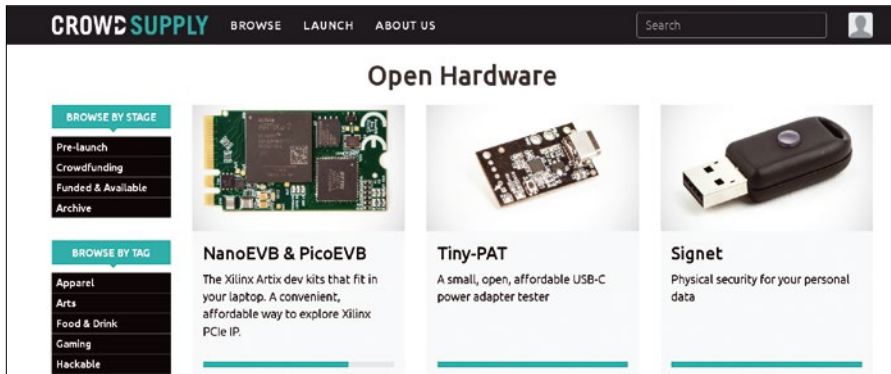 CROWD SUPPLY BROWSE LAUNCH ABOUT US Search
Open Hardware
BROWSE BY STAGE
Pre-launch
Crowdfunding
Funded & Available
Archive
BROWSE BY TAG
Apparel
Arts
Food & Drink
Gaming
Hackable
NanoEVB & PicoEVB
The Xilinx Artix dev kits that fit in
your laptop. A convenient,
affordable way to explore Xilinx
PCIe IP.
Tiny-PAT
A small, open, affordable USB-C
power adapter tester
Signet
Physical security for your personal
data